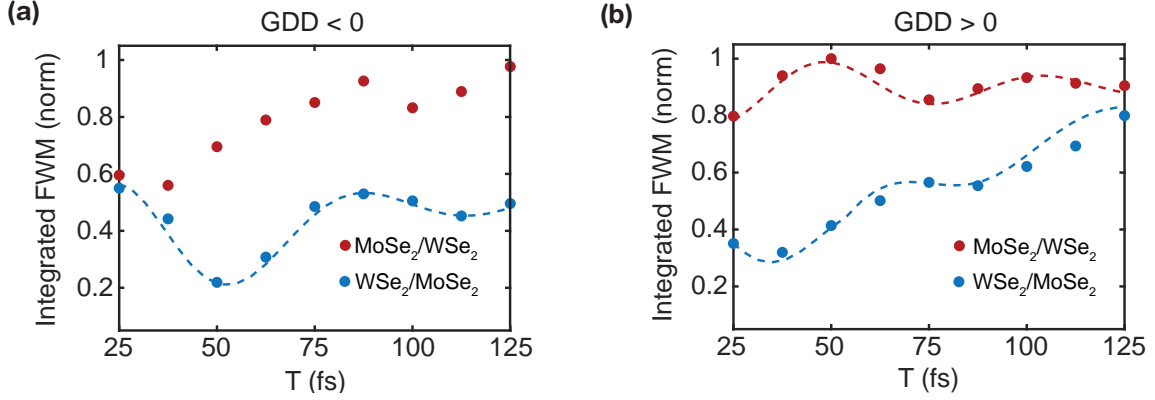 (a)
GDD < 0
Integrated FWM (norm)
1
0.8
0.6
0.4
0.2
MoSe₂/WSe₂
WSe₂/MoSe₂
25 50 75 100 125
T (fs)
(b)
GDD > 0
Integrated FWM (norm)
1
0.8
0.6
0.4
0.2
MoSe₂/WSe₂
WSe₂/MoSe₂
25 50 75 100 125
T (fs)